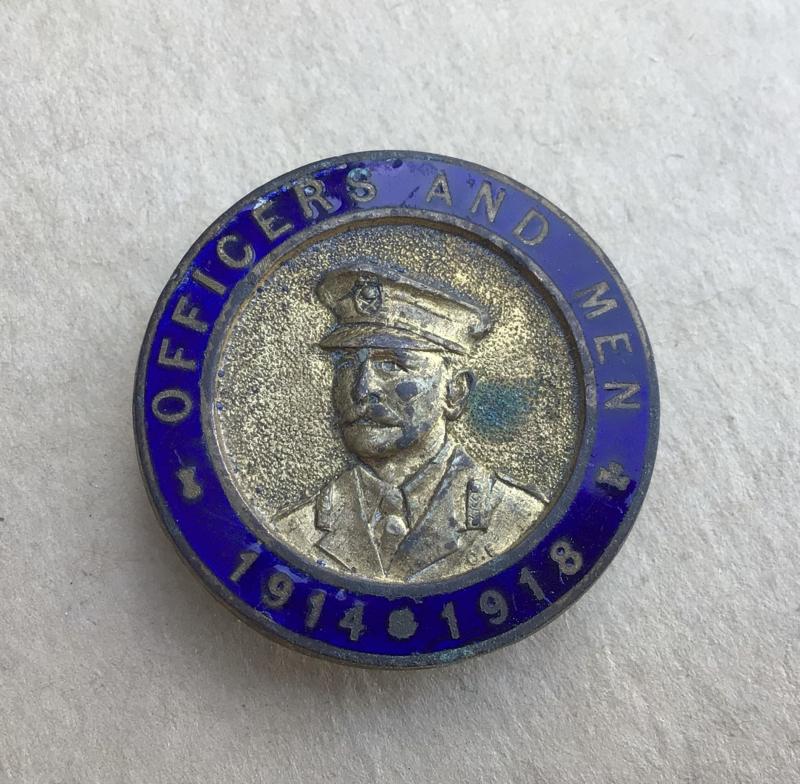 OFFICERS AND MEN
1914 1918
C.F